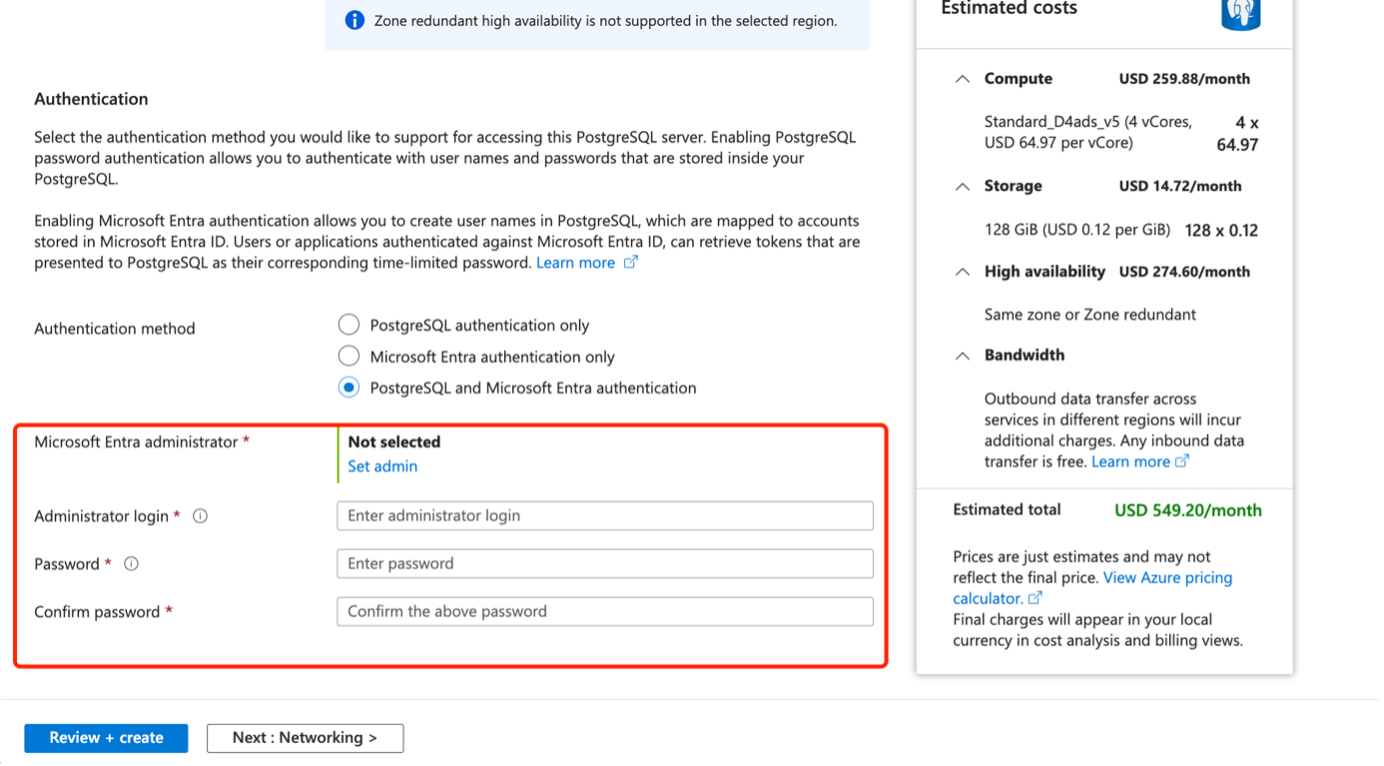 Zone redundant high availability is not supported in the selected region.
Authentication
Select the authentication method you would like to support for accessing this PostgreSQL server. Enabling PostgreSQL
password authentication allows you to authenticate with user names and passwords that are stored inside your
PostgreSQL.
Enabling Microsoft Entra authentication allows you to create user names in PostgreSQL, which are mapped to accounts
stored in Microsoft Entra ID. Users or applications authenticated against Microsoft Entra ID, can retrieve tokens that are
presented to PostgreSQL as their corresponding time-limited password. Learn more
Authentication method
PostgreSQL authentication only
Microsoft Entra authentication only
PostgreSQL and Microsoft Entra authentication
Microsoft Entra administrator *
Not selected
Set admin
Administrator login *
Enter administrator login
Password *
Enter password
Confirm password *
Confirm the above password
Review + create
Next : Networking >
Estimated costs
Compute USD 259.88/month
Standard_D4ads_v5 (4 vCores, 4 x
USD 64.97 per vCore) 64.97
Storage USD 14.72/month
128 GiB (USD 0.12 per GiB) 128 x 0.12
High availability USD 274.60/month
Same zone or Zone redundant
Bandwidth
Outbound data transfer across
services in different regions will incur
additional charges. Any inbound data
transfer is free. Learn more
Estimated total USD 549.20/month
Prices are just estimates and may not
reflect the final price. View Azure pricing
calculator.
Final charges will appear in your local
currency in cost analysis and billing views.